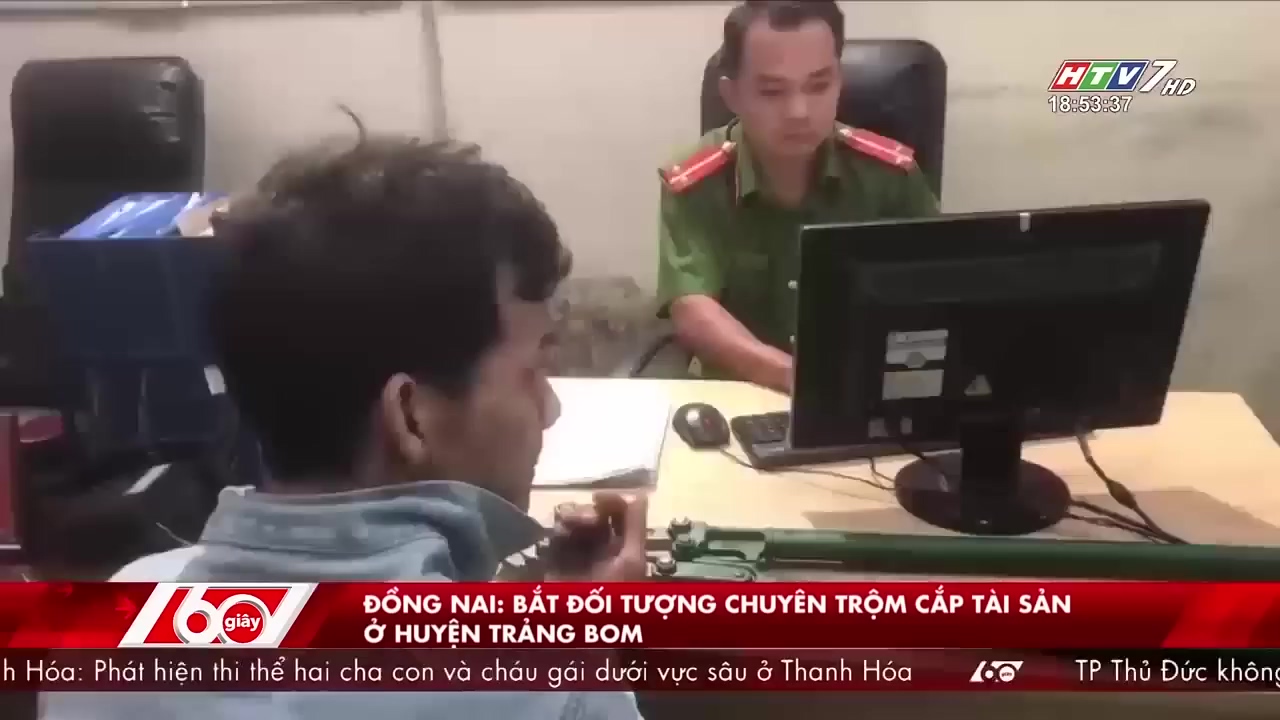 HTV7 HD
18:53:37
60 giây
ĐỒNG NAI: BẮT ĐỐI TƯỢNG CHUYÊN TRỘM CẮP TÀI SẢN
Ở HUYỆN TRẢNG BOM
h Hóa: Phát hiện thi thể hai cha con và cháu gái dưới vực sâu ở Thanh Hóa 60 giây TP Thủ Đức không